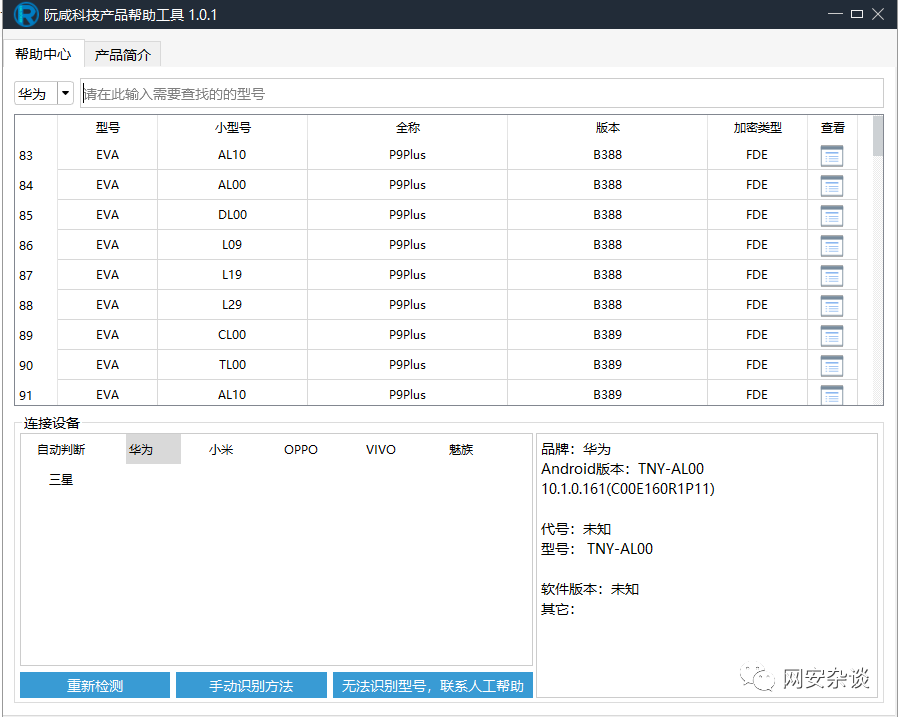 阮咸科技产品帮助工具 1.0.1
帮助中心 产品简介
华为 请在此输入需要查找的的型号
型号 小型号 全称 版本 加密类型 查看
83 EVA AL10 P9Plus B388 FDE
84 EVA AL00 P9Plus B388 FDE
85 EVA DL00 P9Plus B388 FDE
86 EVA L09 P9Plus B388 FDE
87 EVA L19 P9Plus B388 FDE
88 EVA L29 P9Plus B388 FDE
89 EVA CL00 P9Plus B389 FDE
90 EVA TL00 P9Plus B389 FDE
91 EVA AL10 P9Plus B389 FDE
连接设备
自动判断 华为 小米 OPPO VIVO 魅族
三星
品牌：华为
Android版本：TNY-AL00
10.1.0.161(C00E160R1P11)
代号：未知
型号： TNY-AL00
软件版本：未知
其它：
重新检测 手动识别方法 无法识别型号，联系人工帮助
网安杂谈